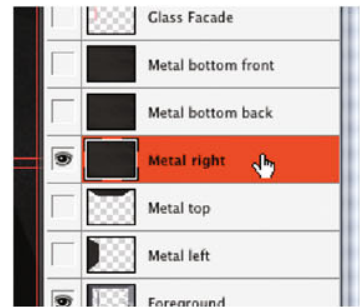 Glass Facade
Metal bottom front
Metal bottom back
Metal right
Metal top
Metal left
Foreground